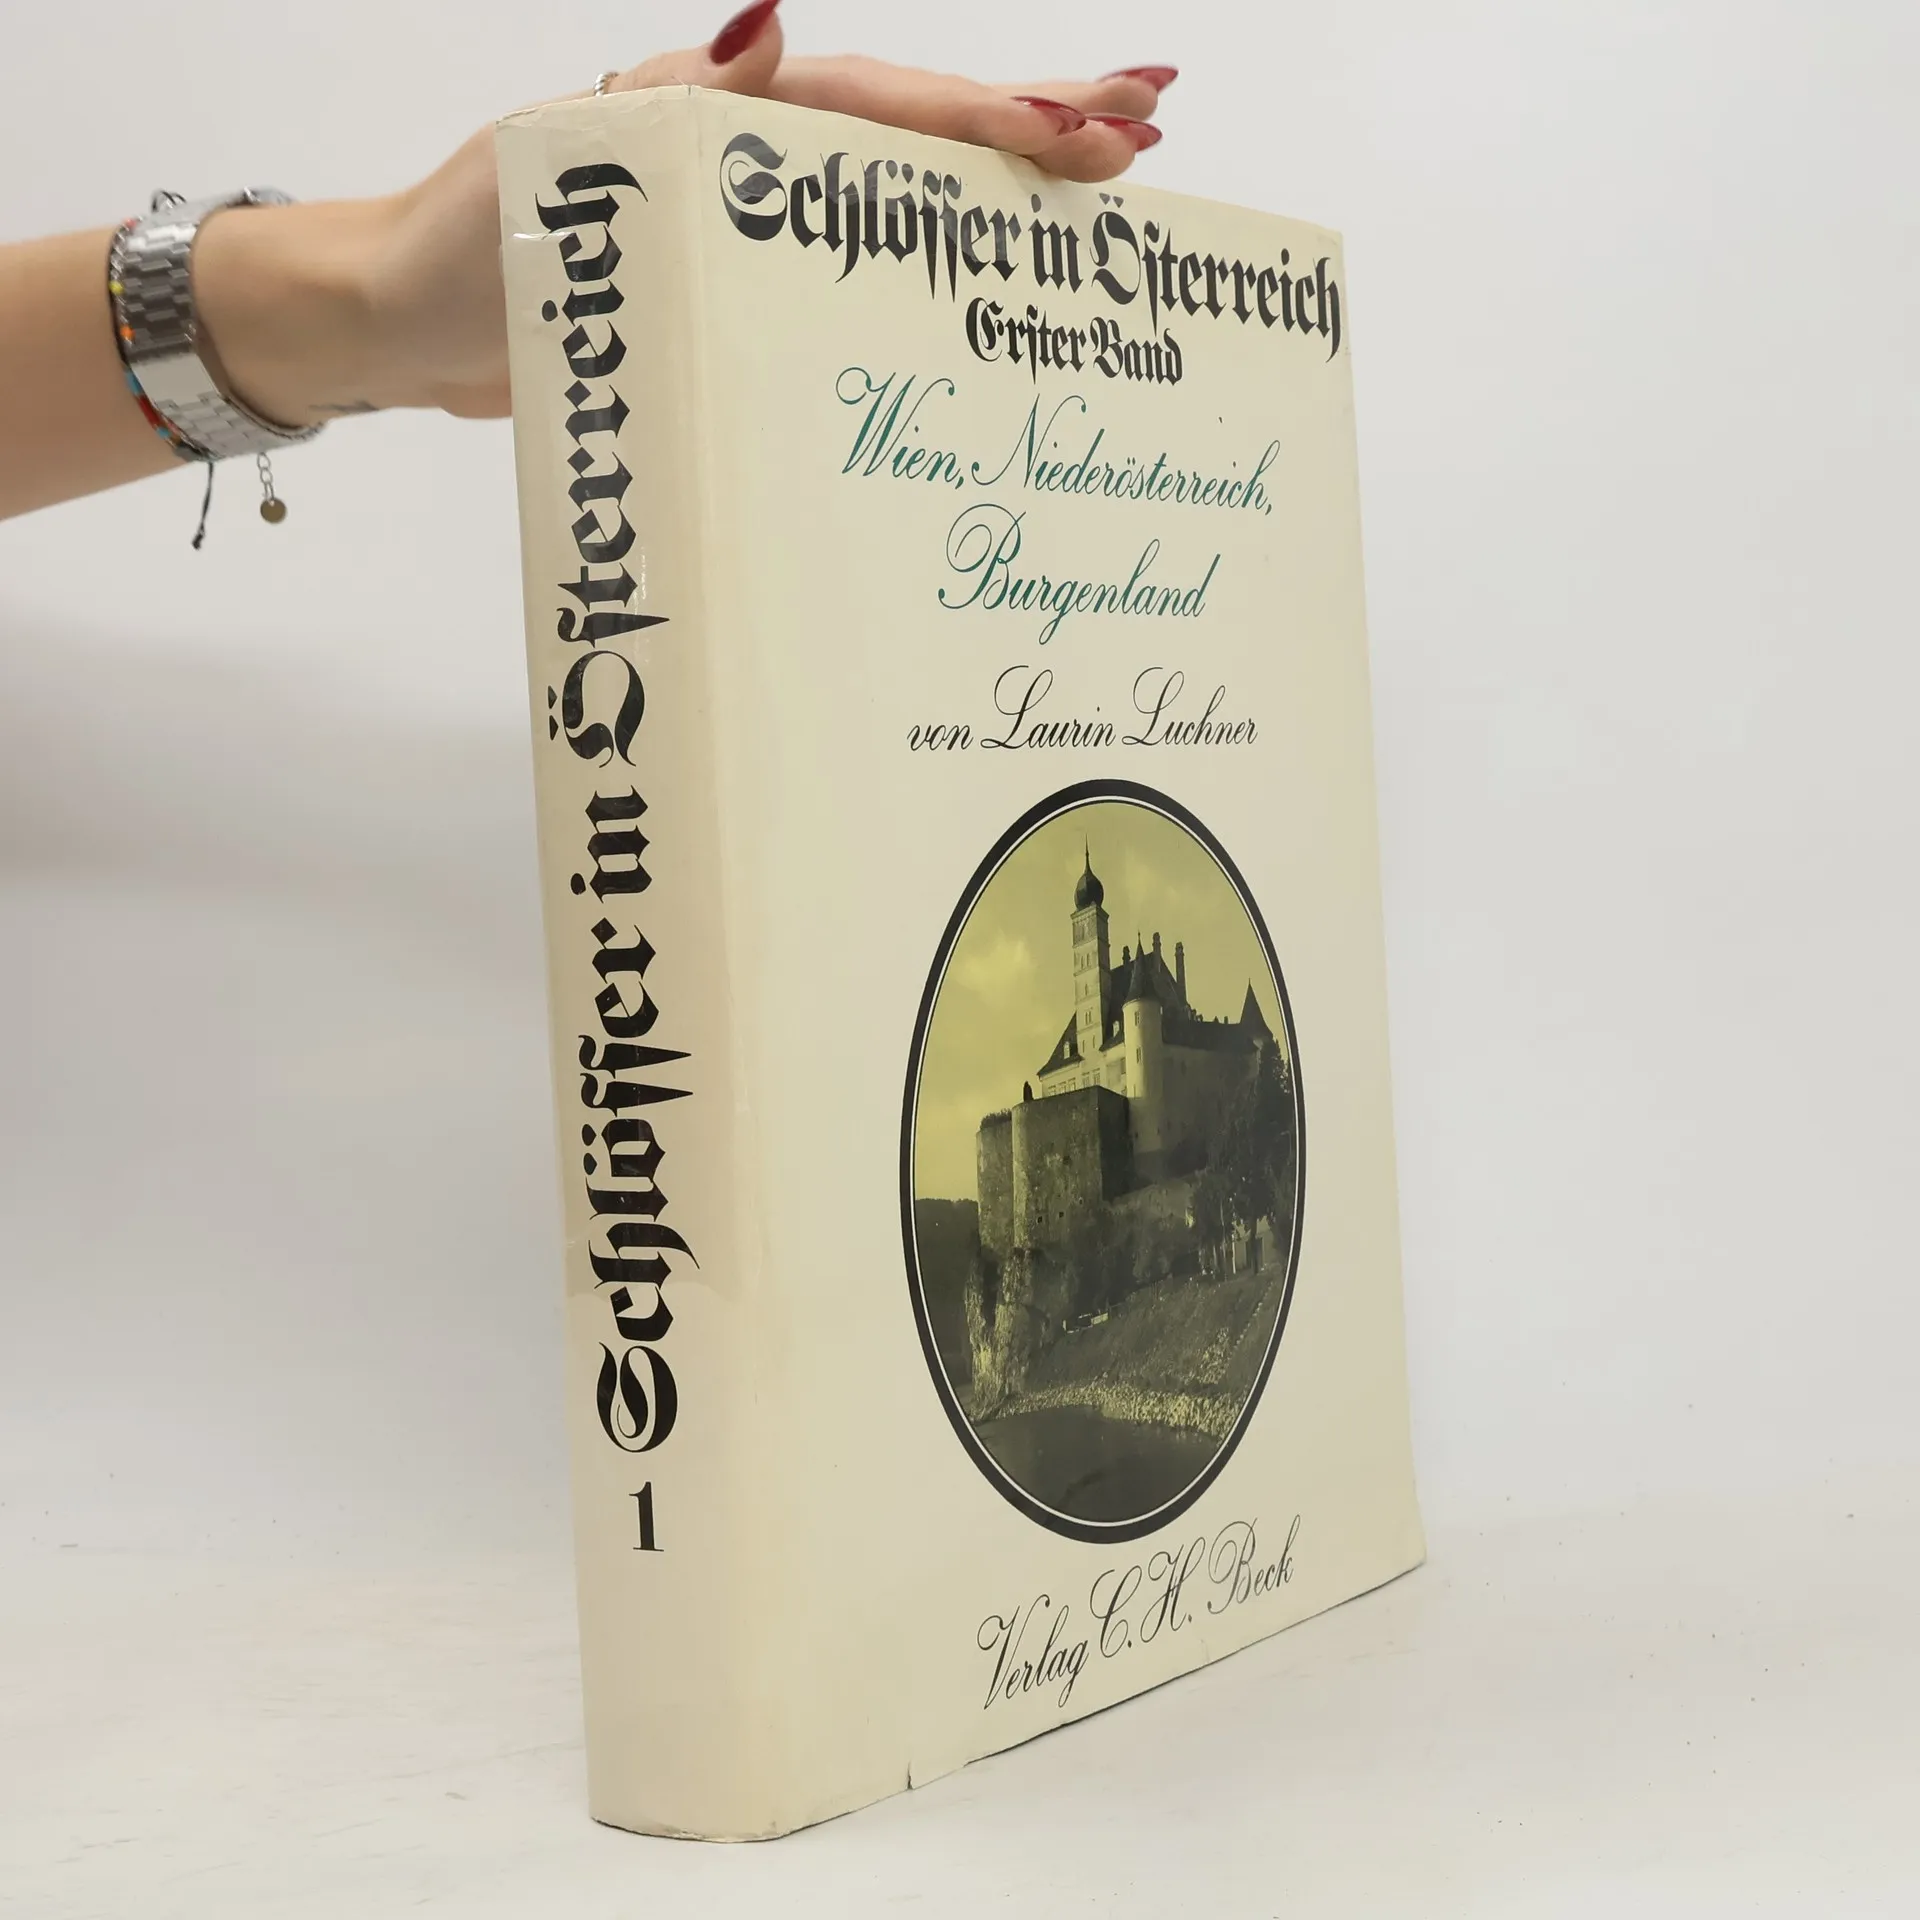 Schlösser in Österreich
1
Schlösser in Österreich
Erster Band
Wien, Niederösterreich,
Burgenland
von Laurin Luchner
Verlag C. H. Beck